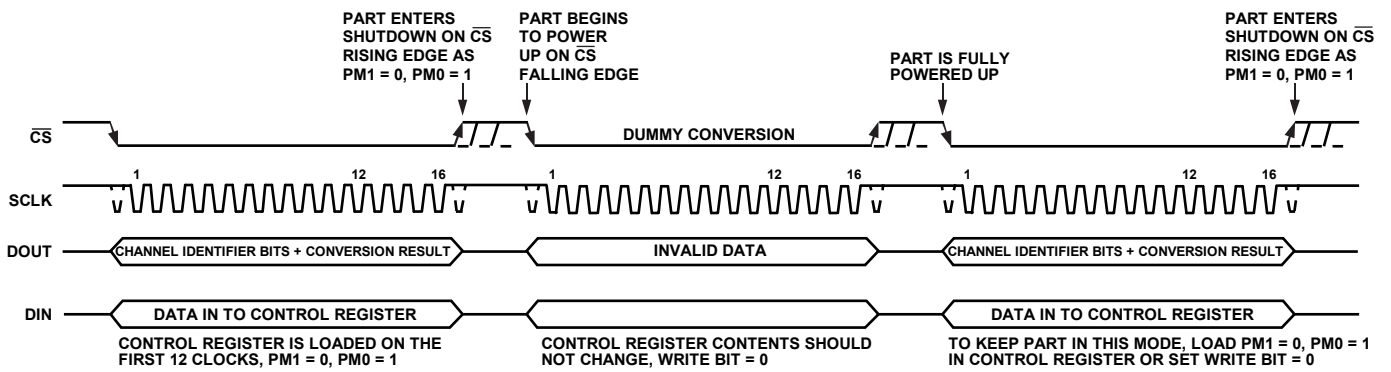 PART ENTERS
SHUTDOWN ON CS
RISING EDGE AS
PM1 = 0, PM0 = 1
PART BEGINS
TO POWER
UP ON CS
FALLING EDGE
PART IS FULLY
POWERED UP
PART ENTERS
SHUTDOWN ON CS
RISING EDGE AS
PM1 = 0, PM0 = 1
CS
DUMMY CONVERSION
SCLK
1 12 16 1 12 16 1 12 16
DOUT
CHANNEL IDENTIFIER BITS + CONVERSION RESULT
INVALID DATA
CHANNEL IDENTIFIER BITS + CONVERSION RESULT
DIN
DATA IN TO CONTROL REGISTER
DATA IN TO CONTROL REGISTER
CONTROL REGISTER IS LOADED ON THE
FIRST 12 CLOCKS, PM1 = 0, PM0 = 1
CONTROL REGISTER CONTENTS SHOULD
NOT CHANGE, WRITE BIT = 0
TO KEEP PART IN THIS MODE, LOAD PM1 = 0, PM0 = 1
IN CONTROL REGISTER OR SET WRITE BIT = 0